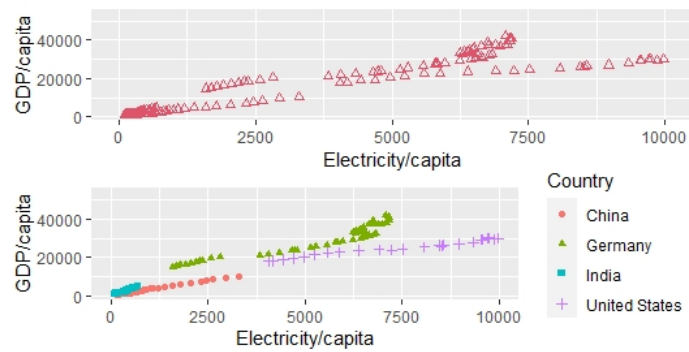 GDP/capita
40000
20000
0
0
2500
5000
7500
10000
Electricity/capita
GDP/capita
40000
20000
0
0
2500
5000
7500
10000
Electricity/capita
Country
China
Germany
India
United States